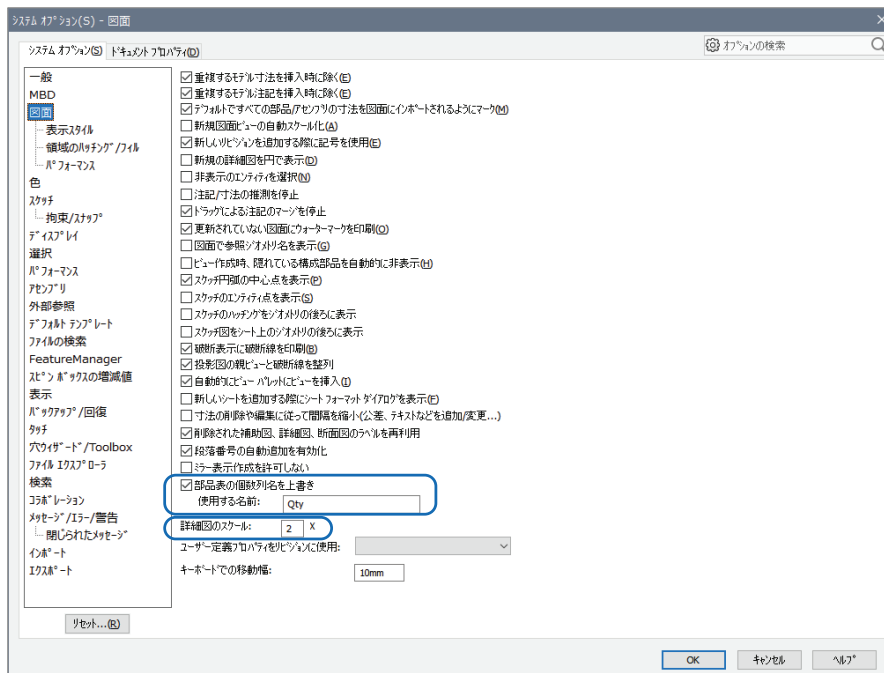 システム オプション(S) - 図面
システム オプション(S)
ドキュメント プロパティ(D)
オプションの検索
一般
MBD
図面
表示スタイル
領域のハッチング/フィル
パフォーマンス
色
スケッチ
拘束/スナップ
ディスプレイ
選択
パフォーマンス
アセンブリ
外部参照
デフォルト テンプレート
ファイルの検索
FeatureManager
スピン ボックスの増減値
表示
バックアップ/回復
タッチ
穴ウィザード/Toolbox
ファイル エクスプローラ
検索
コラボレーション
メッセージ/エラー/警告
閉じられたメッセージ
インポート
エクスポート
リセット...(R)
重複するモデル寸法を挿入時に除く(E)
重複するモデル注記を挿入時に除く(E)
デフォルトですべての部品/アセンブリの寸法を図面にインポートされるようにマーク(M)
新規図面ビューの自動スケール化(A)
新しいリビジョンを追加する際に記号を使用(E)
新規の詳細図を円で表示(D)
非表示のエンティティを選択(N)
注記/寸法の推測を停止
ドラッグによる注記のマージを停止
更新されていない図面にウォーターマークを印刷(O)
図面で参照ジオメトリ名を表示(G)
ビュー作成時、隠れている構成部品を自動的に非表示(H)
スケッチ円弧の中心点を表示(P)
スケッチのエンティティ点を表示(S)
スケッチのハッチングをジオメトリの後ろに表示
スケッチ図をシート上のジオメトリの後ろに表示
破断表示に破断線を印刷(B)
投影図の親ビューと破断線を整列
自動的にビュー パレットにビューを挿入(I)
新しいシートを追加する際にシート フォーマット ダイアログを表示(F)
寸法の削除や編集に従って間隔を縮小(公差、テキストなどを追加/変更...)
削除された補助図、詳細図、断面図のラベルを再利用
段落番号の自動追加を有効化
ミラー表示作成を許可しない
部品表の個数列名を上書き
使用する名前: Qty
詳細図のスケール: 2 X
ユーザー定義プロパティをリビジョンに使用:
キーボードでの移動幅: 10mm
OK
キャンセル
ヘルプ